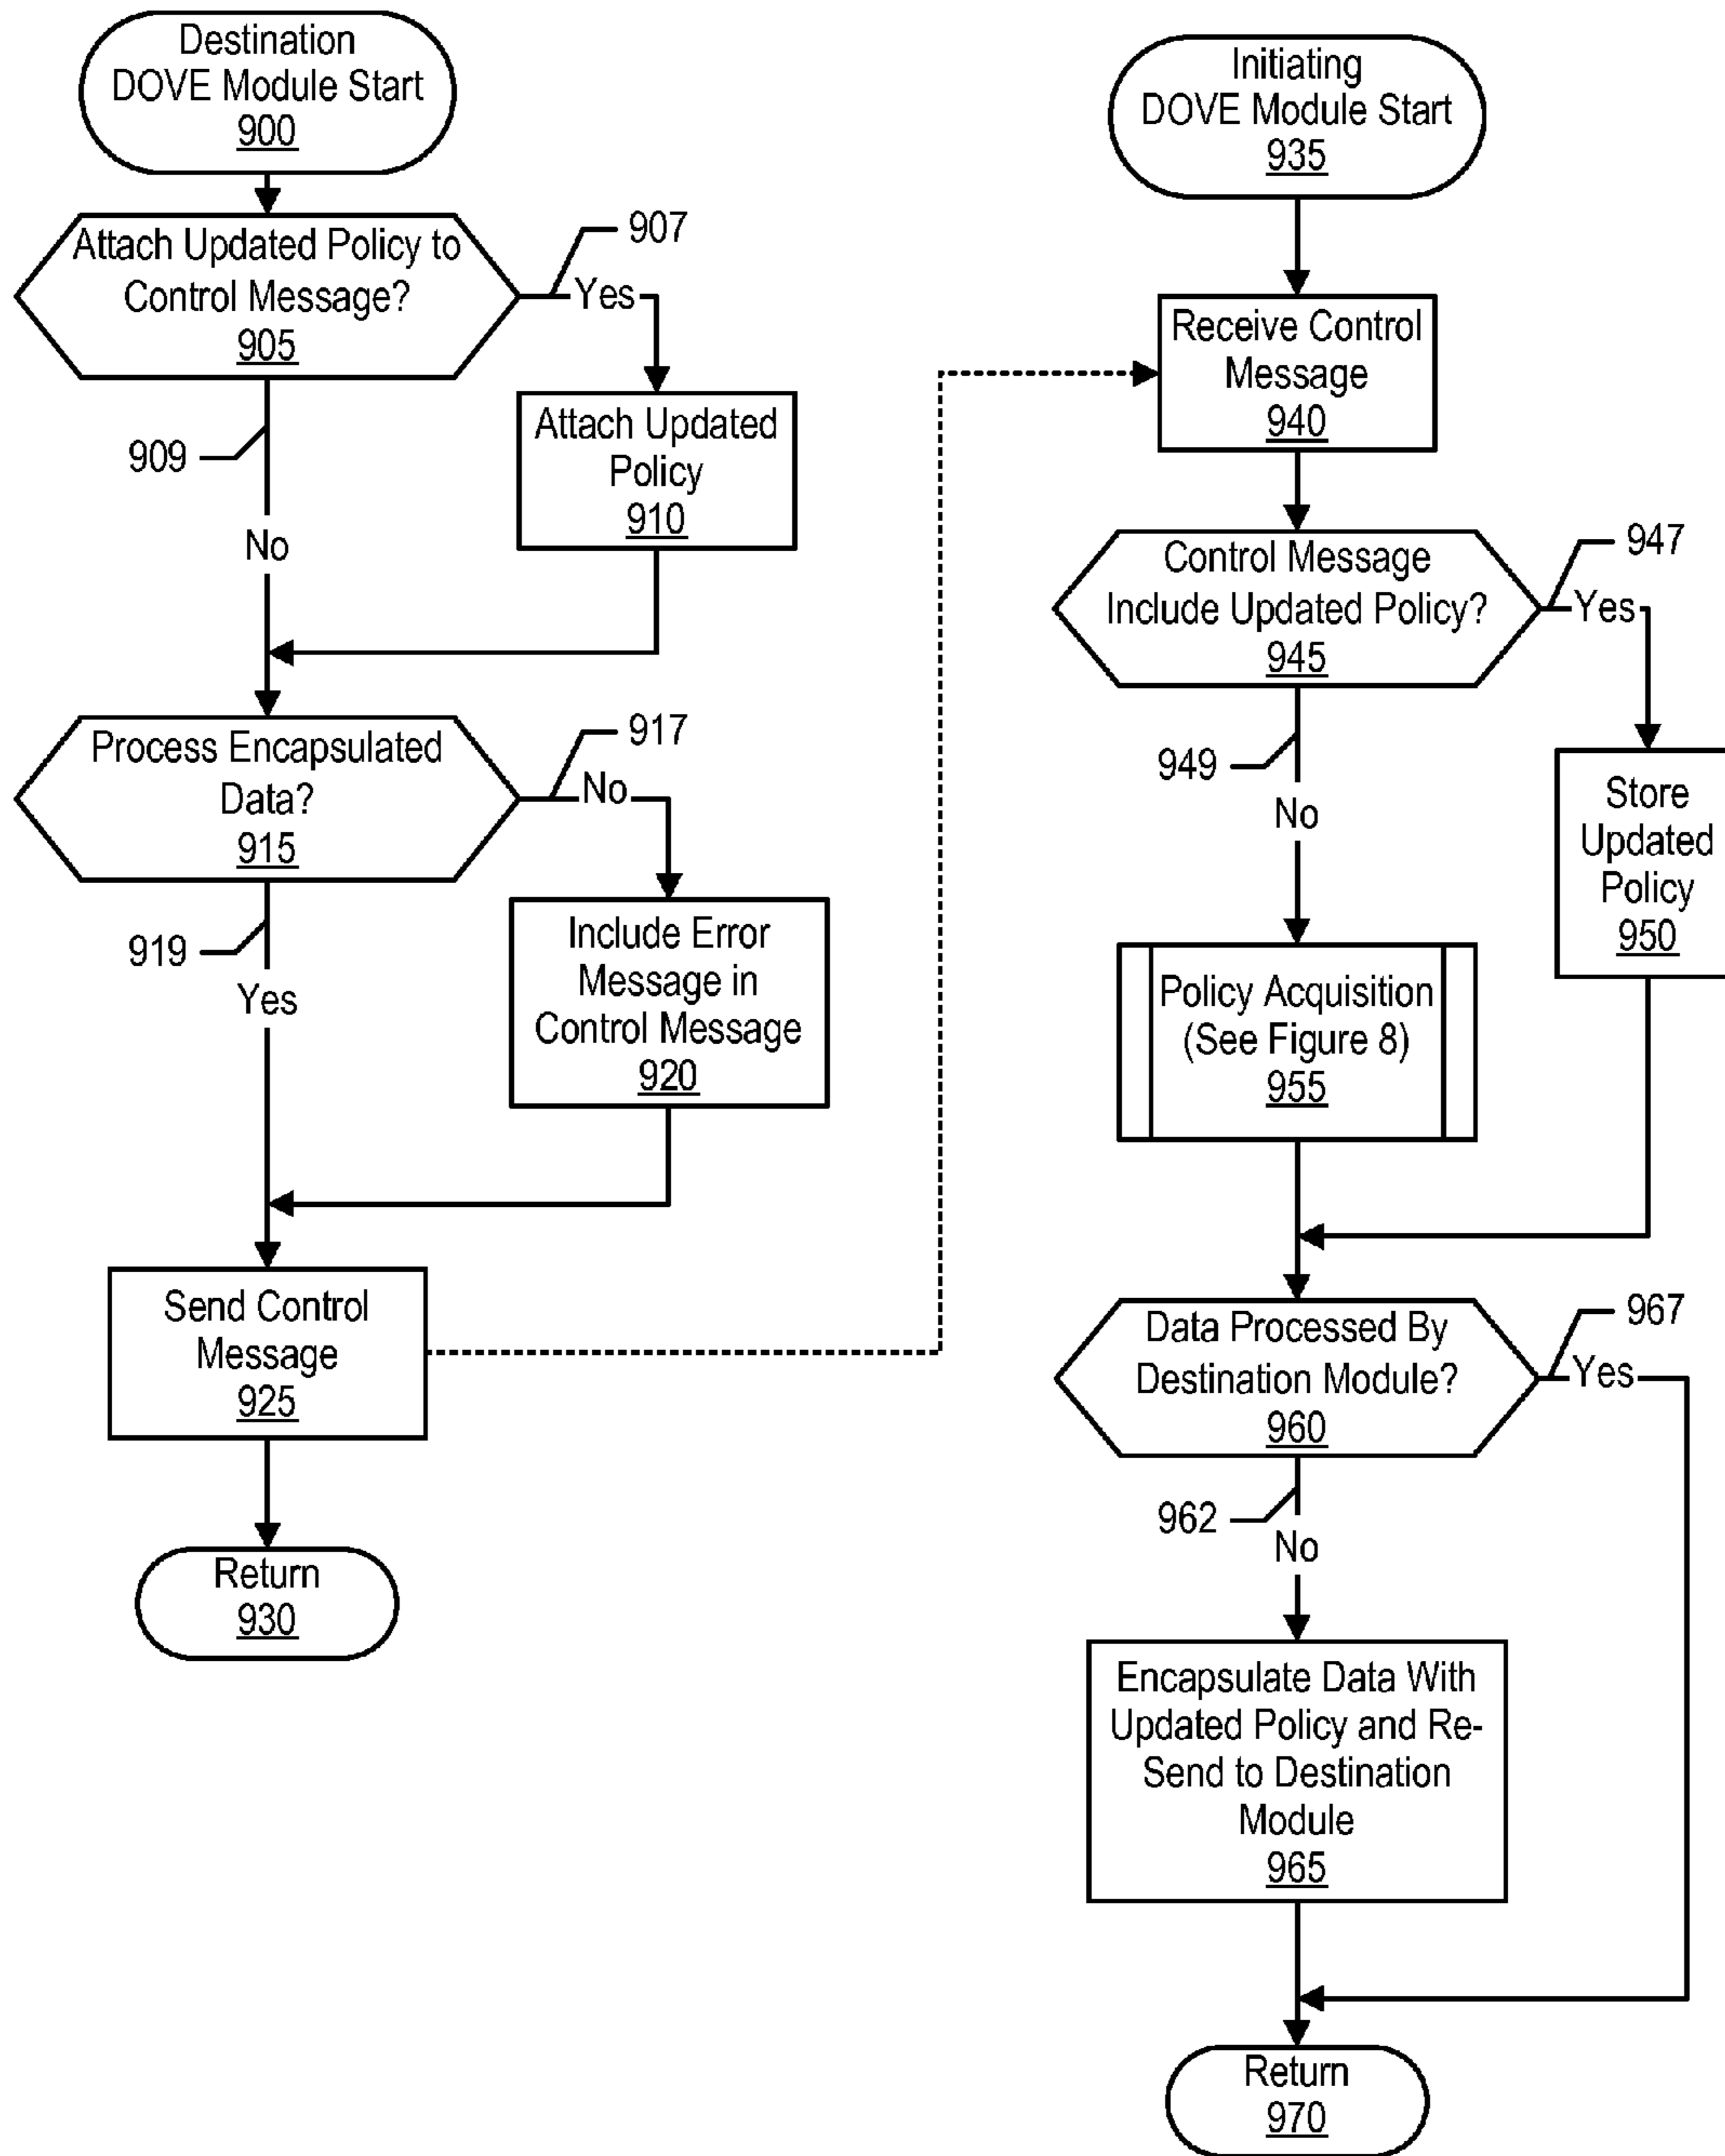 Destination
DOVE Module Start
900
Attach Updated Policy to
Control Message?
905
907
Yes
Attach Updated
Policy
910
909
No
Process Encapsulated
Data?
915
917
No
Include Error
Message in
Control Message
920
919
Yes
Send Control
Message
925
Return
930
Initiating
DOVE Module Start
935
Receive Control
Message
940
Control Message
Include Updated Policy?
945
947
Yes
Store
Updated
Policy
950
949
No
Policy Acquisition
(See Figure 8)
955
Data Processed By
Destination Module?
960
967
Yes
962
No
Encapsulate Data With
Updated Policy and Re-
Send to Destination
Module
965
Return
970